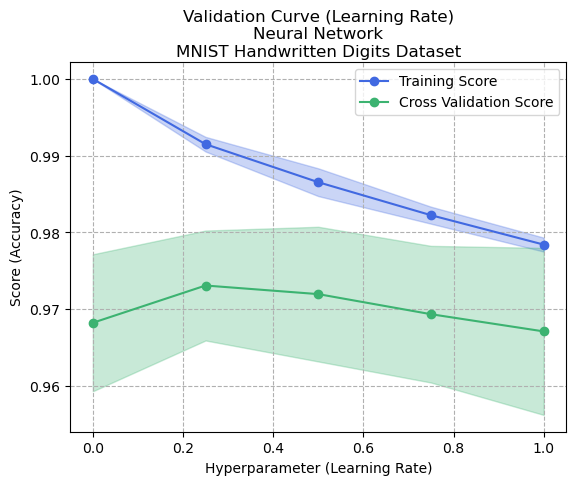 Validation Curve (Learning Rate)
Neural Network
MNIST Handwritten Digits Dataset
Training Score
Cross Validation Score
1.00
0.99
0.98
0.97
0.96
Score (Accuracy)
0.0 0.2 0.4 0.6 0.8 1.0
Hyperparameter (Learning Rate)